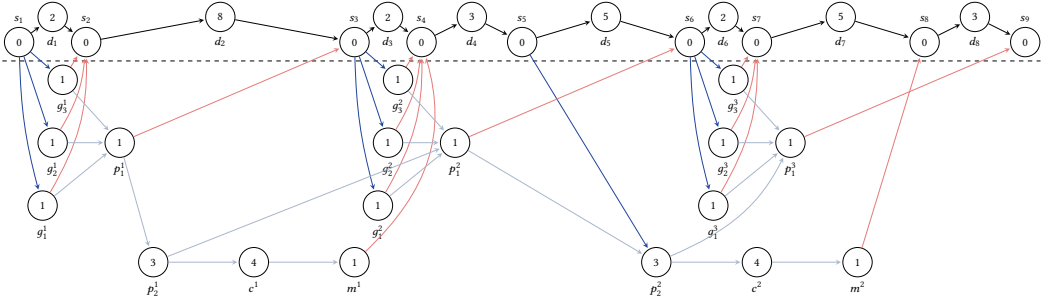 s₁ 2 s₂ 8 s₃ 2 s₄ 3 s₅ 5 s₆ 2 s₇ 5 s₈ 3 s₉
0 d₁ 0 d₂ 0 d₃ 0 d₄ 0 d₅ 0 d₆ 0 d₇ 0 d₈ 0
1 1 1
g₃¹ g₃² g₃³
1 1 1 1 1 1
g₂¹ p₁¹ g₂² p₁² g₂³ p₁³
1 1 1
g₁¹ g₁² g₁³
3 4 1 3 4 1
p₂¹ c¹ m¹ p₂² c² m²